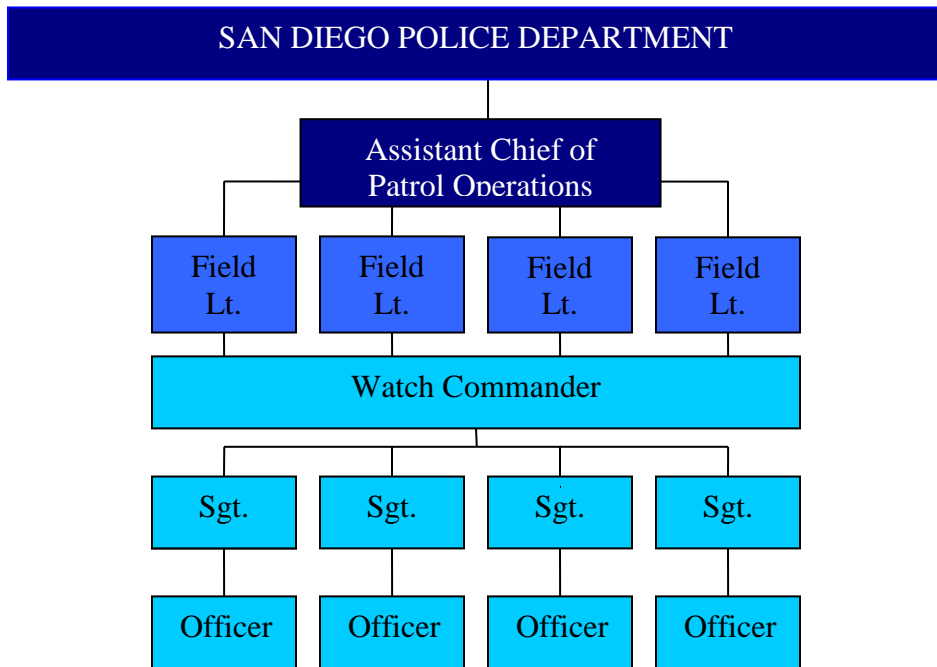 SAN DIEGO POLICE DEPARTMENT
Assistant Chief of
Patrol Operations
Field Field Field Field
Lt. Lt. Lt. Lt.
Watch Commander
Sgt. Sgt. Sgt. Sgt.
Officer Officer Officer Officer